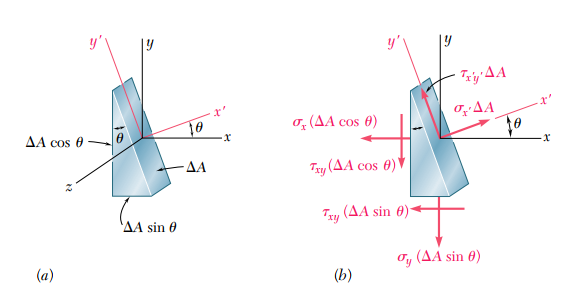 y′
y
x′
θ
x
θ
ΔA cos θ
ΔA
z
ΔA sin θ
(a)
y′
y
τx′y′ ΔA
σx′ ΔA
x′
θ
x
σx (ΔA cos θ)
τxy (ΔA cos θ)
τxy (ΔA sin θ)
σy (ΔA sin θ)
(b)